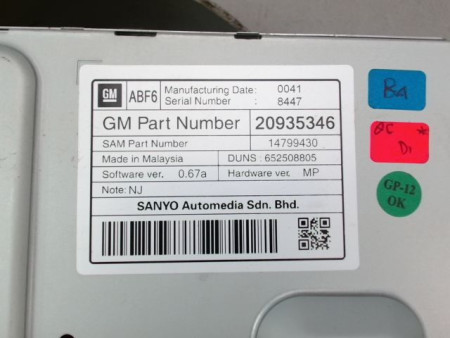 GM
ABF6
Manufacturing Date: 0041
Serial Number : 8447
GM Part Number 20935346
SAM Part Number 14799430
Made in Malaysia DUNS : 652508805
Software ver. 0.67a Hardware ver. MP
Note: NJ
SANYO Automedia Sdn. Bhd.
BA
QC *
D1
GP-12
OK